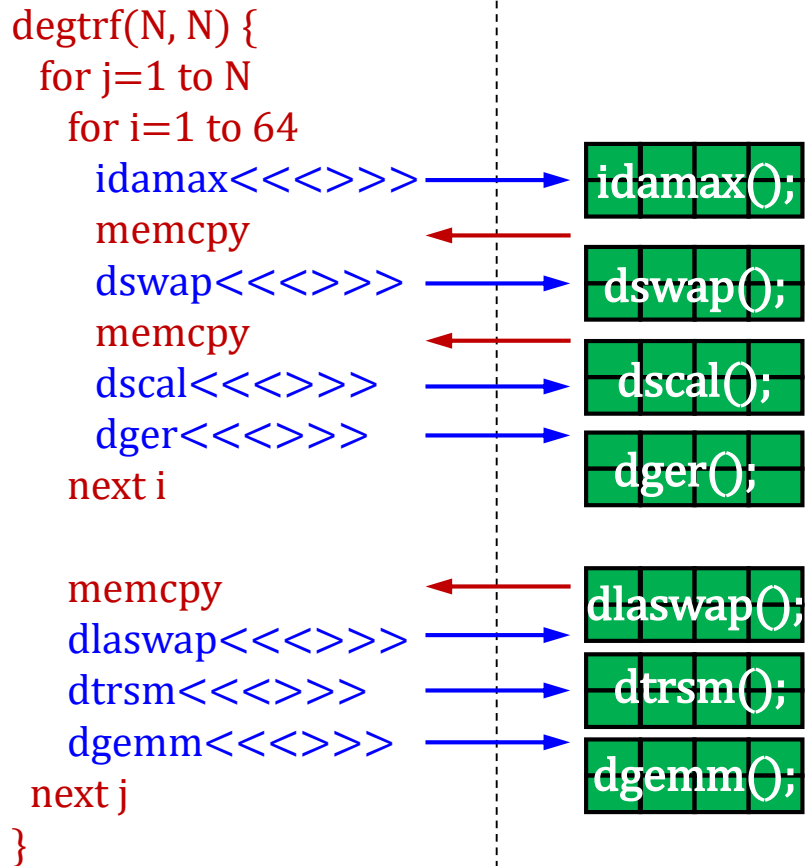 degtrf(N, N) {
for j=1 to N
for i=1 to 64
idamax<<<>>>
idamax();
memcpy
dswap<<<>>>
dswap();
memcpy
dscal<<<>>>
dscal();
dger<<<>>>
dger();
next i
memcpy
dlaswap<<<>>>
dlaswap();
dtrsm<<<>>>
dtrsm();
dgemm<<<>>>
dgemm();
next j
}